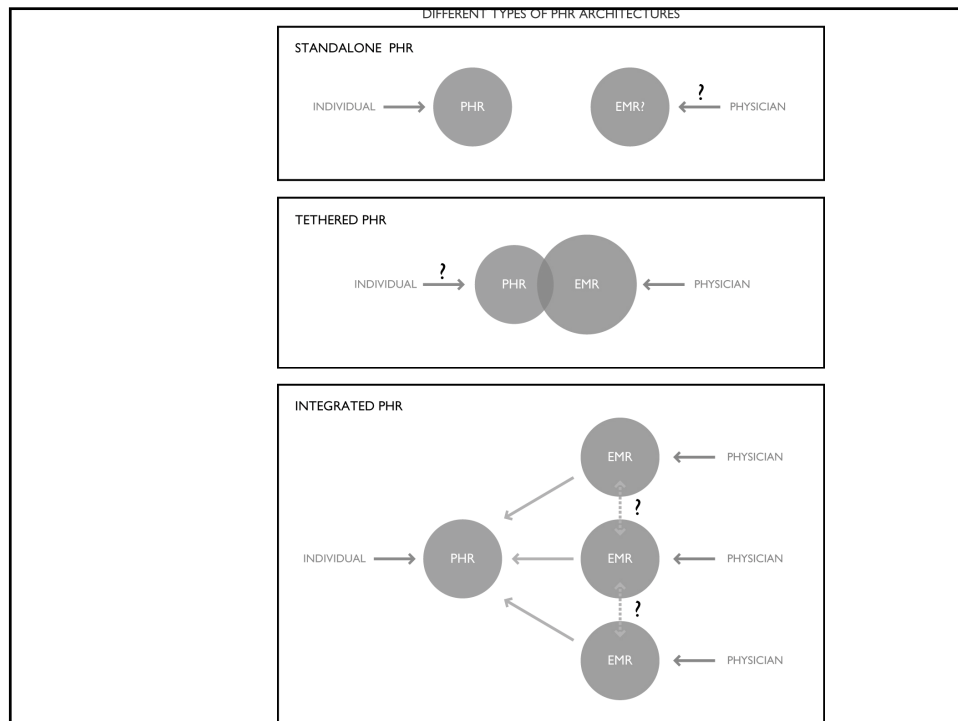 DIFFERENT TYPES OF PHR ARCHITECTURES
STANDALONE PHR
?
INDIVIDUAL PHR EMR? PHYSICIAN
TETHERED PHR
?
INDIVIDUAL PHR EMR PHYSICIAN
INTEGRATED PHR
EMR PHYSICIAN
?
INDIVIDUAL PHR EMR PHYSICIAN
?
EMR PHYSICIAN